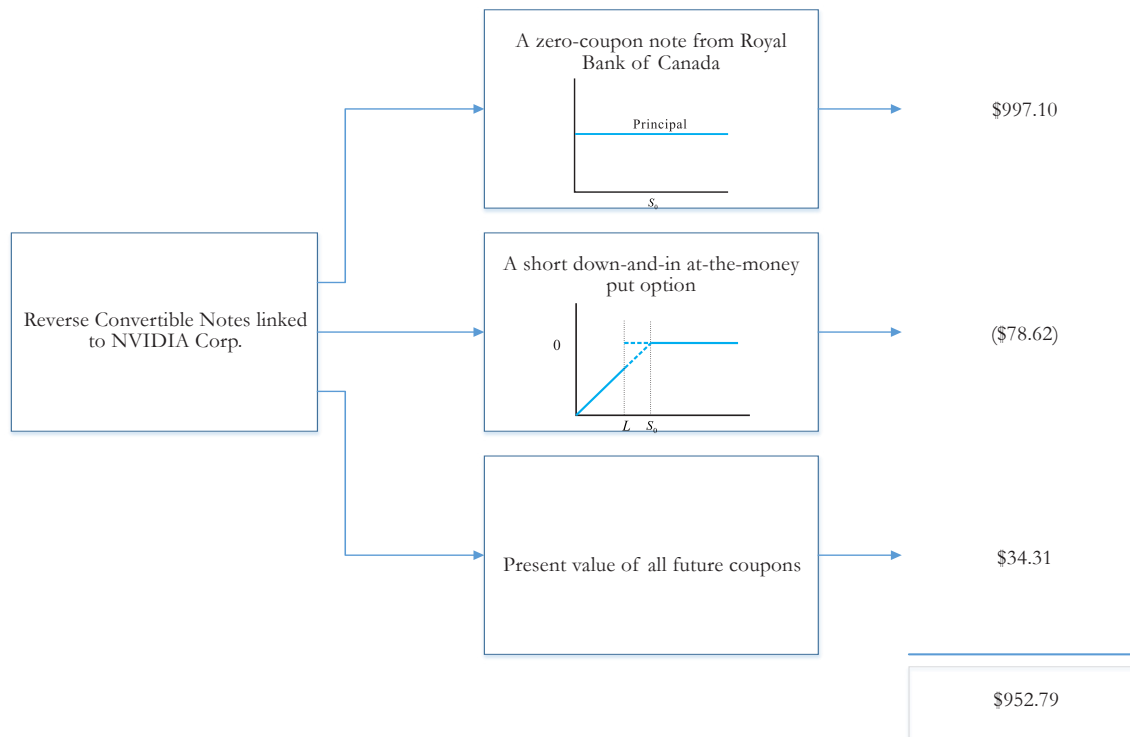 A zero-coupon note from Royal
Bank of Canada
Principal
S₀
$997.10
Reverse Convertible Notes linked
to NVIDIA Corp.
A short down-and-in at-the-money
put option
0
L S₀
($78.62)
Present value of all future coupons
$34.31
$952.79